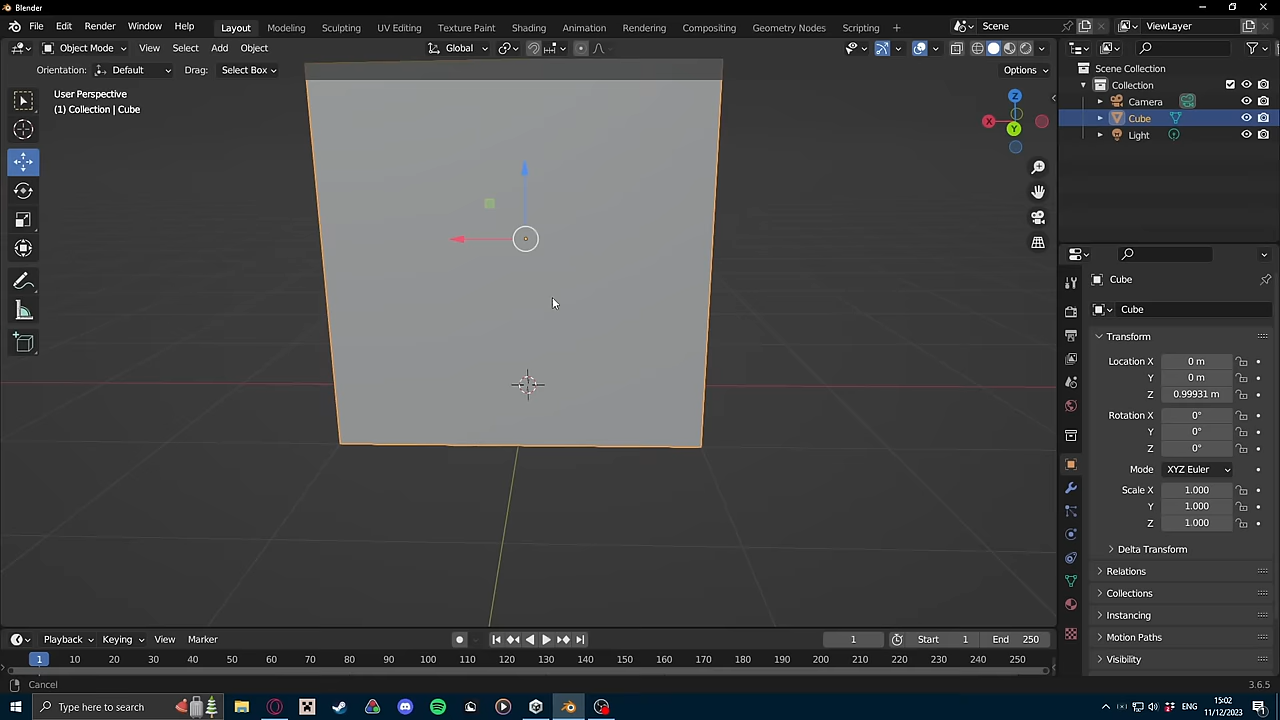 Blender
File Edit Render Window Help
Layout Modeling Sculpting UV Editing Texture Paint Shading Animation Rendering Compositing Geometry Nodes Scripting +
Scene
ViewLayer
Object Mode View Select Add Object
Global
Orientation: Default Drag: Select Box
Options
User Perspective
(1) Collection | Cube
Z
X
Y
Scene Collection
Collection
Camera
Cube
Light
Cube
Cube
Transform
Location X 0 m
Y 0 m
Z 0.99931 m
Rotation X 0°
Y 0°
Z 0°
Mode XYZ Euler
Scale X 1.000
Y 1.000
Z 1.000
Delta Transform
Relations
Collections
Instancing
Motion Paths
Visibility
Playback Keying View Marker
1 Start 1 End 250
1 10 20 30 40 50 60 70 80 90 100 110 120 130 140 150 160 170 180 190 200 210 220 230 240 250
Cancel
3.6.5
Type here to search
15:02
11/12/2023